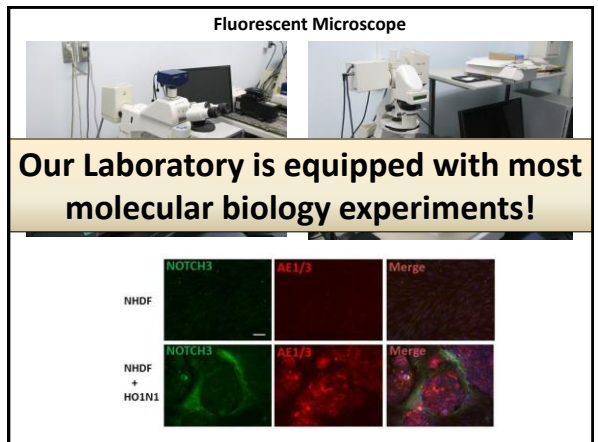 Fluorescent Microscope
Our Laboratory is equipped with most
molecular biology experiments!
NOTCH3
AE1/3
Merge
NHDF
NOTCH3
AE1/3
Merge
NHDF
+
HO1N1